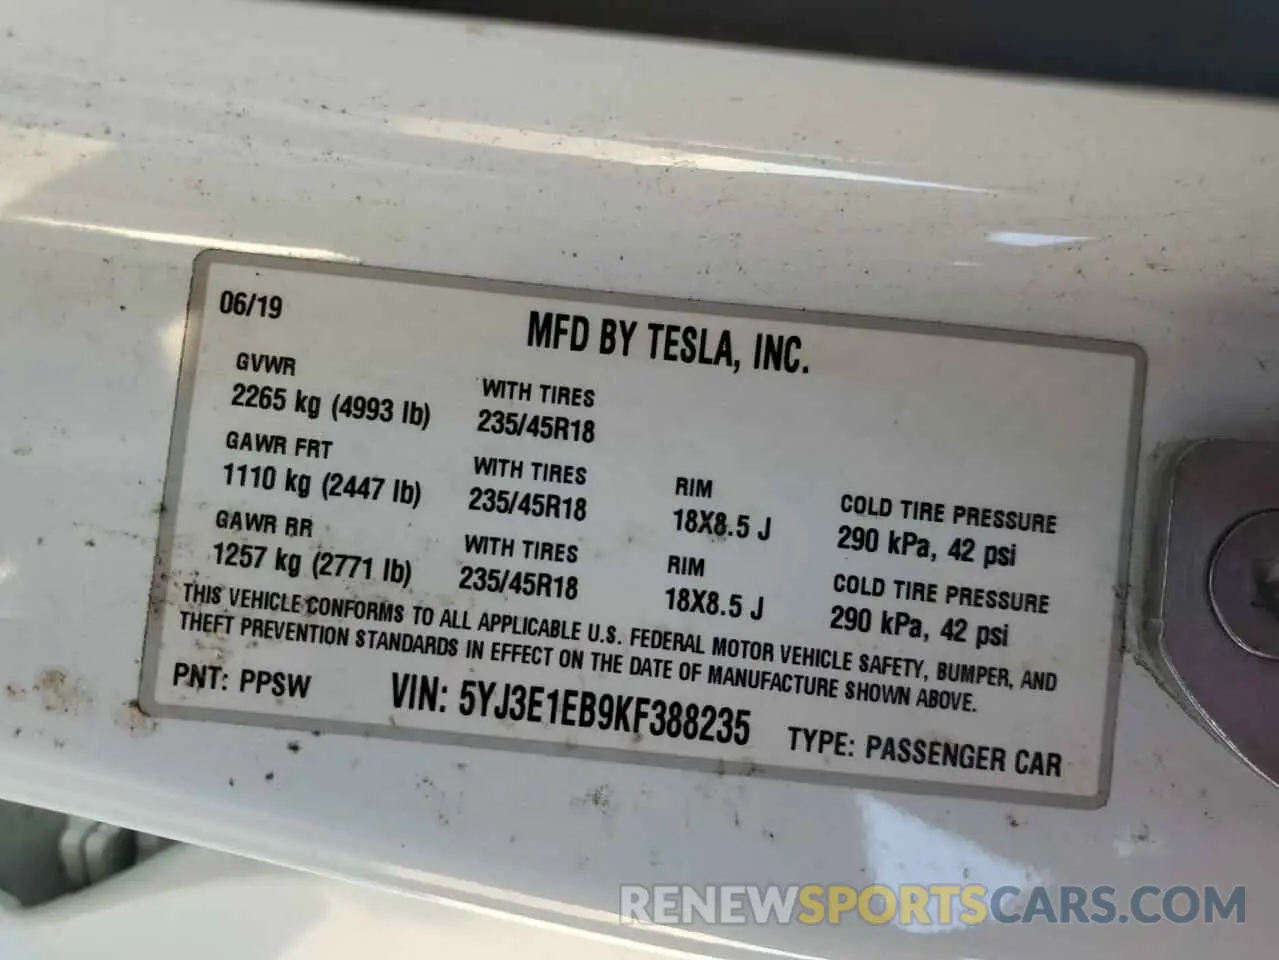 06/19
MFD BY TESLA, INC.
GVWR
2265 kg (4993 lb)
WITH TIRES
235/45R18
GAWR FRT
1110 kg (2447 lb)
WITH TIRES
235/45R18
RIM
18X8.5 J
COLD TIRE PRESSURE
290 kPa, 42 psi
GAWR RR
1257 kg (2771 lb)
WITH TIRES
235/45R18
RIM
18X8.5 J
COLD TIRE PRESSURE
290 kPa, 42 psi
THIS VEHICLE CONFORMS TO ALL APPLICABLE U.S. FEDERAL MOTOR VEHICLE SAFETY, BUMPER, AND
THEFT PREVENTION STANDARDS IN EFFECT ON THE DATE OF MANUFACTURE SHOWN ABOVE.
PNT: PPSW VIN: 5YJ3E1EB9KF388235 TYPE: PASSENGER CAR
RENEWSPORTSCARS.COM